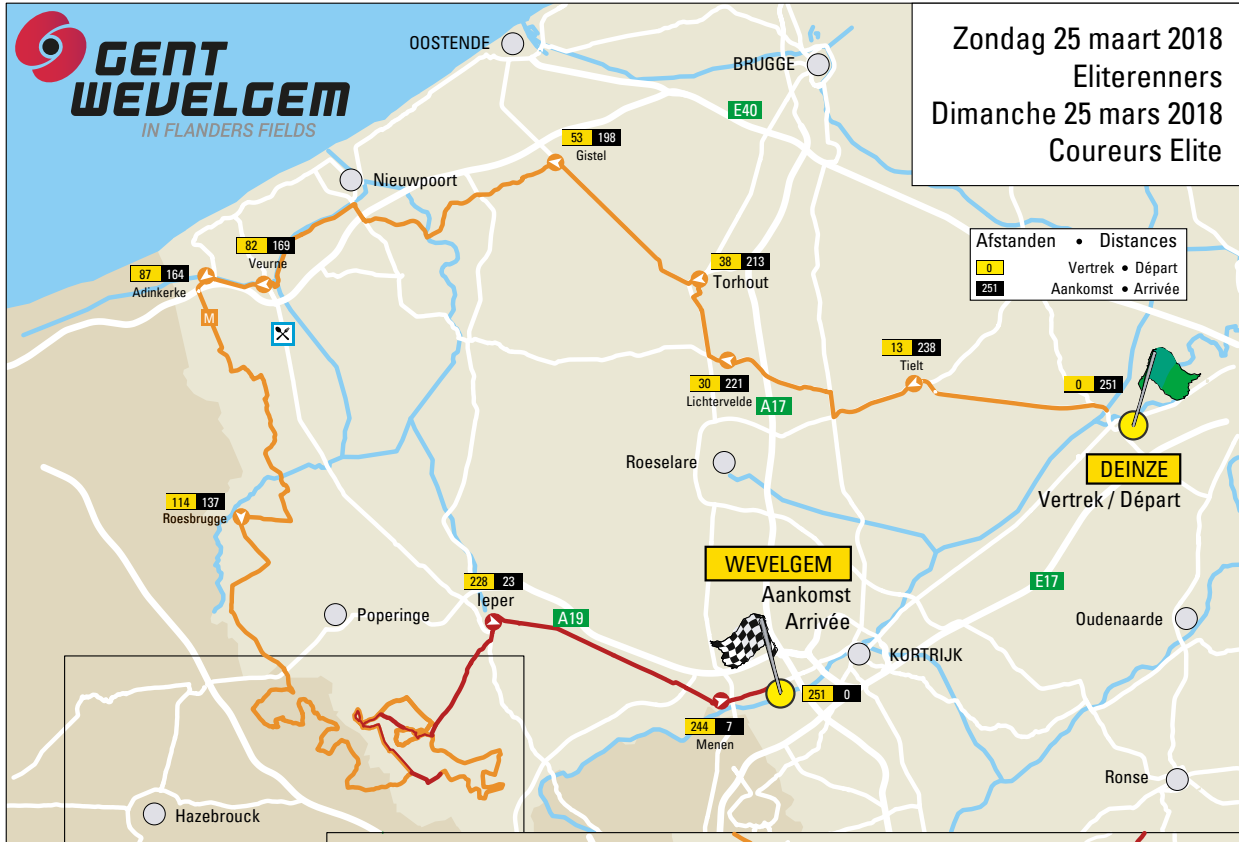 GENT
WEVELGEM
IN FLANDERS FIELDS
Zondag 25 maart 2018
Eliterenners
Dimanche 25 mars 2018
Coureurs Elite
Afstanden • Distances
0 Vertrek • Départ
251 Aankomst • Arrivée
OOSTENDE
BRUGGE
E40
53 198
Gistel
Nieuwpoort
82 169
Veurne
87 164
Adinkerke
M
38 213
Torhout
13 238
Tielt
30 221
Lichtervelde
A17
0 251
DEINZE
Vertrek / Départ
Roeselare
114 137
Roesbrugge
WEVELGEM
Aankomst
Arrivée
228 23
Ieper
A19
E17
Poperinge
Oudenaarde
KORTRIJK
251 0
244 7
Menen
Ronse
Hazebrouck